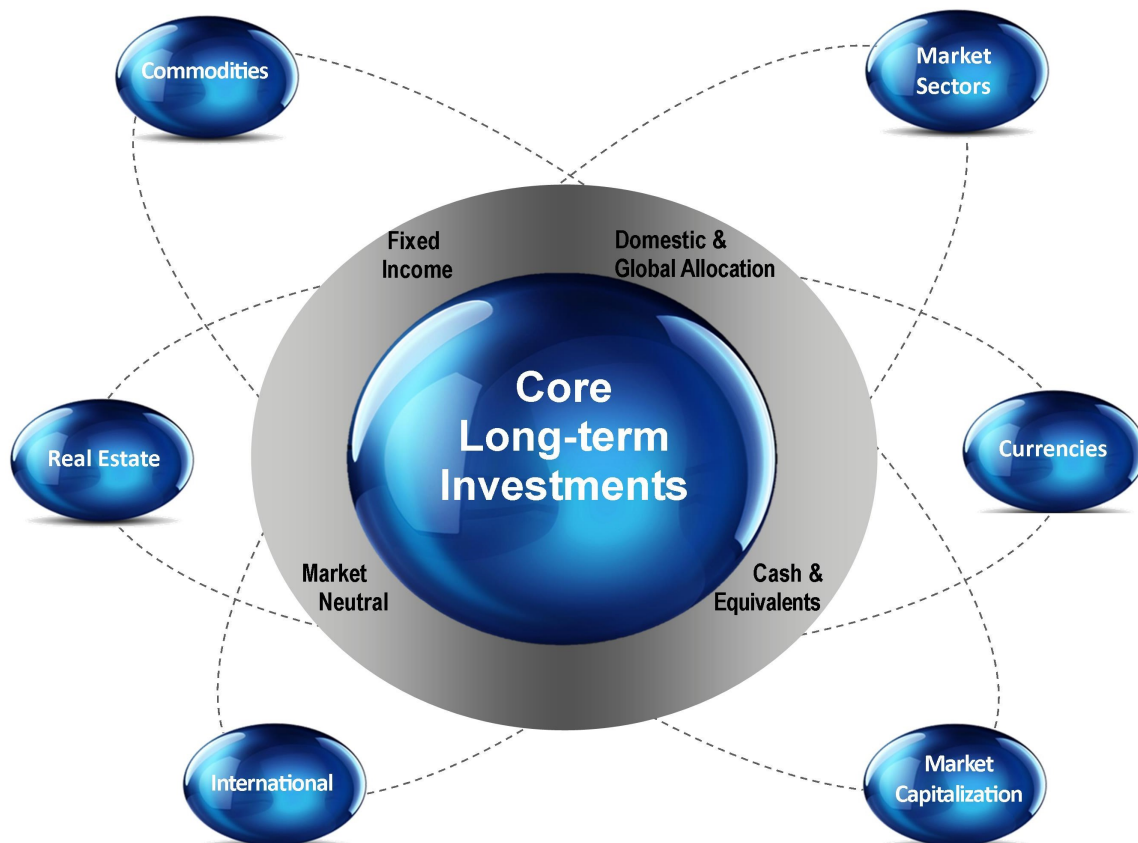 Commodities
Market
Sectors
Fixed
Income
Domestic &
Global Allocation
Core
Long-term
Investments
Real Estate
Currencies
Market
Neutral
Cash &
Equivalents
International
Market
Capitalization